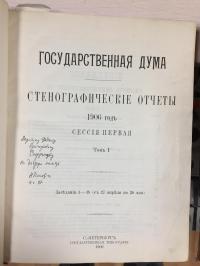 ГОСУДАРСТВЕННАЯ ДУМА
СТЕНОГРАФИЧЕСКІЕ ОТЧЕТЫ
1906 годъ
СЕССІЯ ПЕРВАЯ
Томъ I
Засѣданія 1—18 (съ 27 апрѣля по 30 мая)
С.-ПЕТЕРБУРГЪ
ГОСУДАРСТВЕННАЯ ТИПОГРАФІЯ
1906